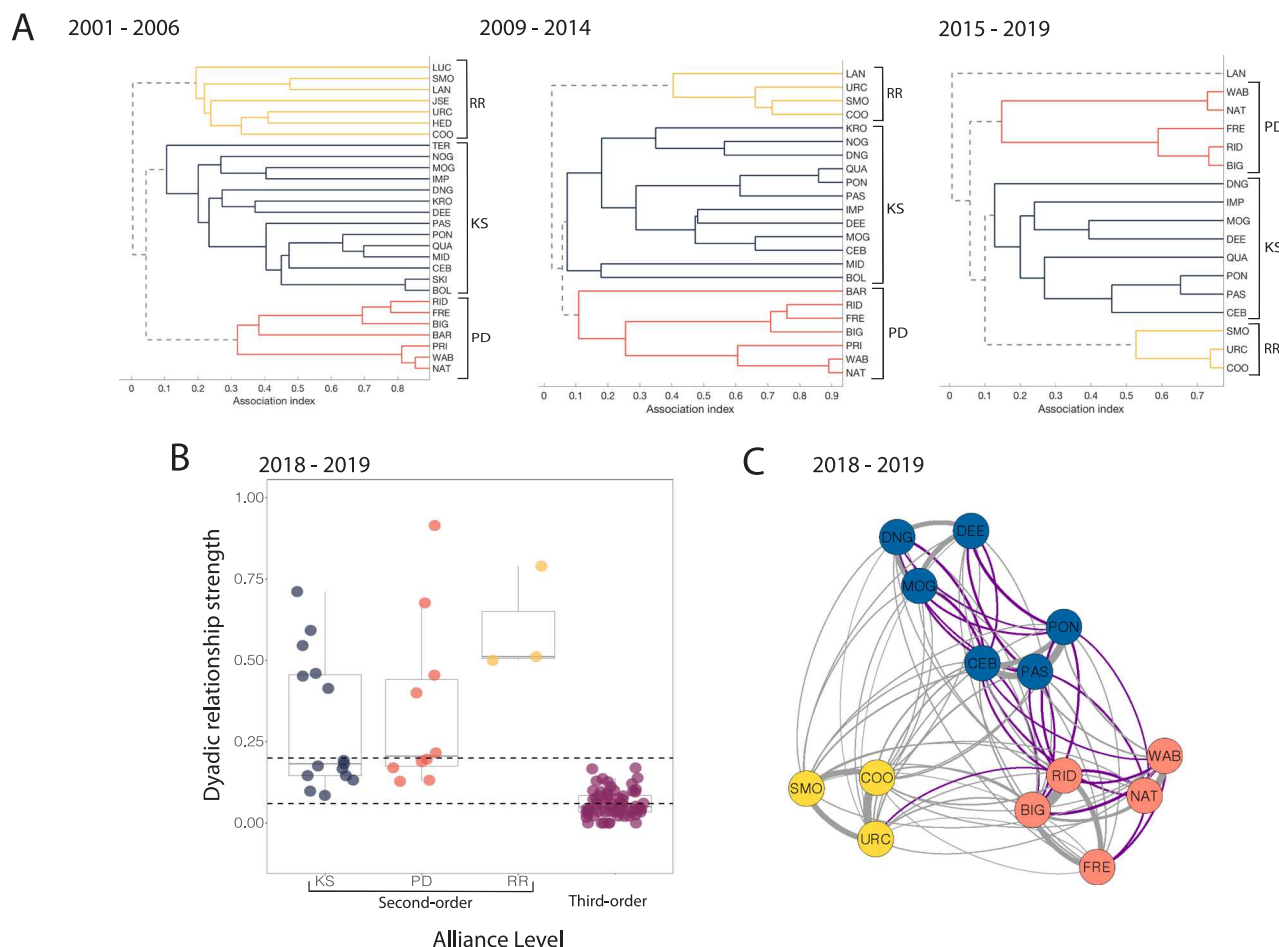 A
2001 - 2006
2009 - 2014
2015 - 2019
LUC
SMO
LAN
JSE
URC
HED
COO
TER
NOG
MOG
IMP
DNG
KRO
DEE
PAS
PON
QUA
MID
CEB
SKI
BOL
RID
FRE
BIG
BAR
PRI
WAB
NAT
RR
KS
PD
0 0.1 0.2 0.3 0.4 0.5 0.6 0.7 0.8
Association index
LAN
URC
SMO
COO
KRO
NOG
DNG
QUA
PON
PAS
IMP
DEE
MOG
CEB
MID
BOL
BAR
RID
FRE
BIG
PRI
WAB
NAT
RR
KS
PD
0 0.1 0.2 0.3 0.4 0.5 0.6 0.7 0.8 0.9
Association index
LAN
WAB
NAT
FRE
RID
BIG
DNG
IMP
MOG
DEE
QUA
PON
PAS
CEB
SMO
URC
COO
PD
KS
RR
0 0.1 0.2 0.3 0.4 0.5 0.6 0.7
Association index
B
2018 - 2019
Dyadic relationship strength
1.00
0.75
0.50
0.25
0.00
KS PD RR
Second-order
Third-order
Alliance Level
C
2018 - 2019
DNG
DEE
MOG
PON
CEB
PAS
WAB
RID
COO
SMO
NAT
BIG
URC
FRE